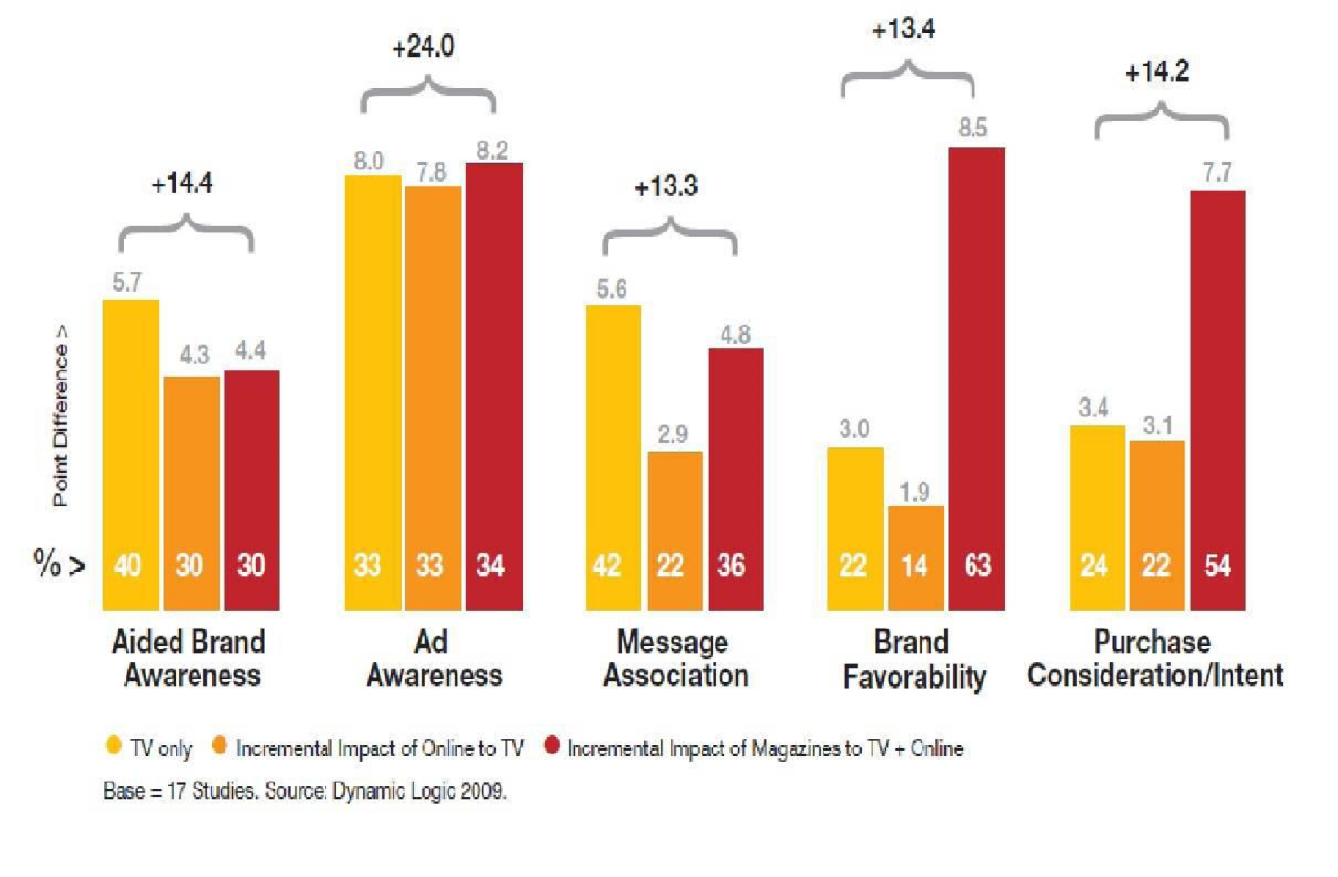 +14.4
+24.0
+13.3
+13.4
+14.2
5.7
4.3
4.4
8.0
7.8
8.2
5.6
2.9
4.8
3.0
1.9
8.5
3.4
3.1
7.7
Point Difference >
% >
40 30 30
33 33 34
42 22 36
22 14 63
24 22 54
Aided Brand
Awareness
Ad
Awareness
Message
Association
Brand
Favorability
Purchase
Consideration/Intent
TV only Incremental Impact of Online to TV Incremental Impact of Magazines to TV + Online
Base = 17 Studies. Source: Dynamic Logic 2009.